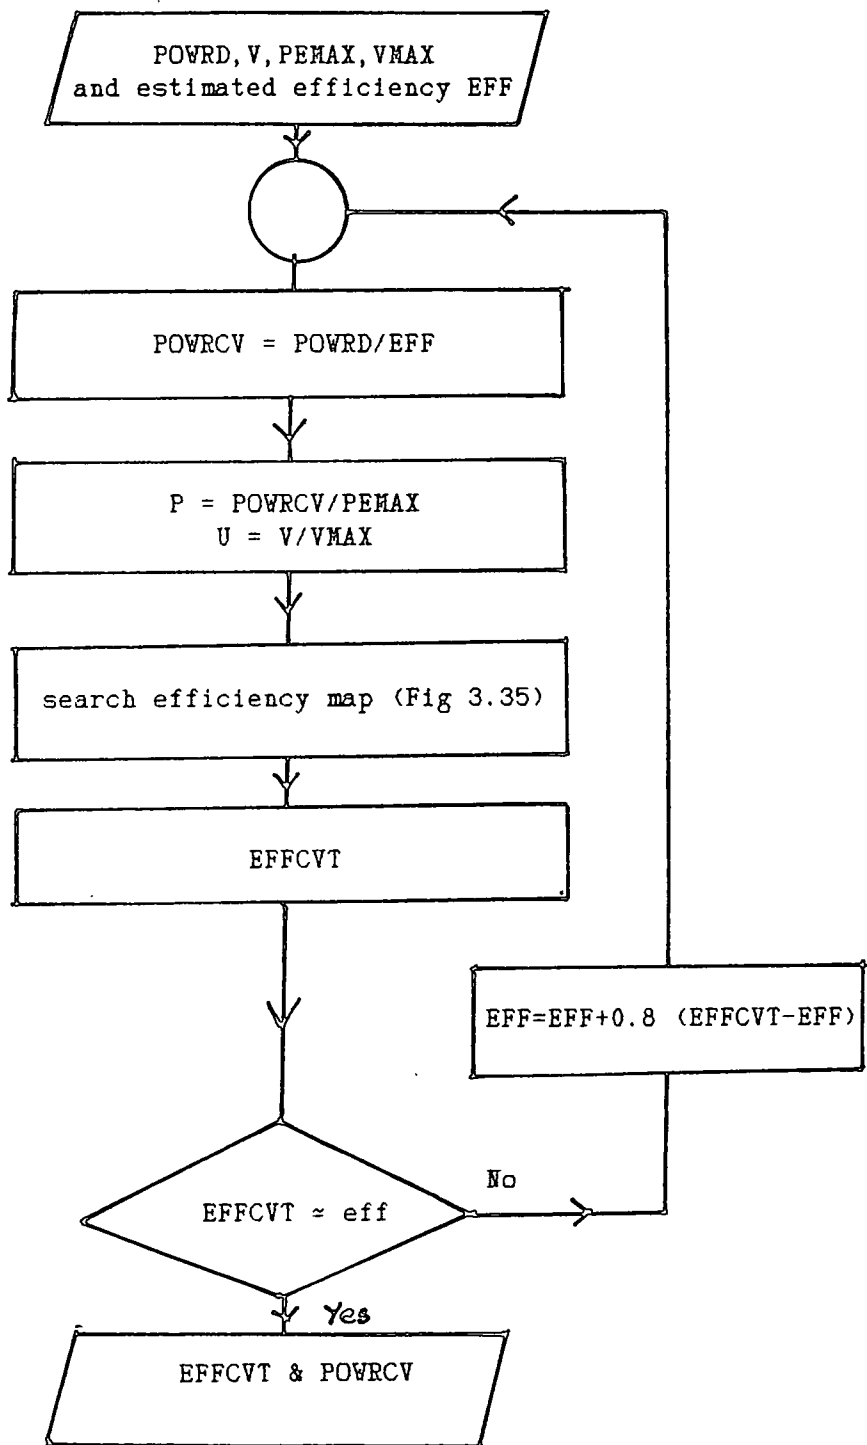 POWRD, V, PEMAX, VMAX
and estimated efficiency EFF
POWRCV = POWRD/EFF
P = POWRCV/PEMAX
U = V/VMAX
search efficiency map (Fig 3.35)
EFFCVT
EFF=EFF+0.8 (EFFCVT-EFF)
EFFCVT ≃ eff
No
Yes
EFFCVT & POWRCV